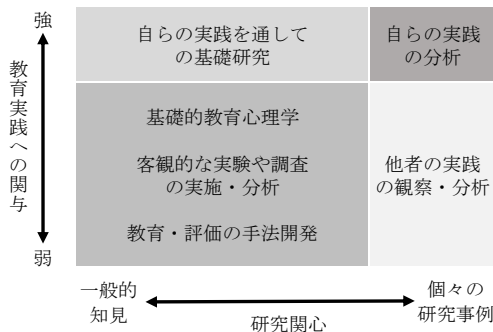 強
教育実践への関与
弱
自らの実践を通して
の基礎研究
自らの実践
の分析
基礎的教育心理学
客観的な実験や調査
の実施・分析
教育・評価の手法開発
他者の実践
の観察・分析
一般的
知見
研究関心
個々の
研究事例